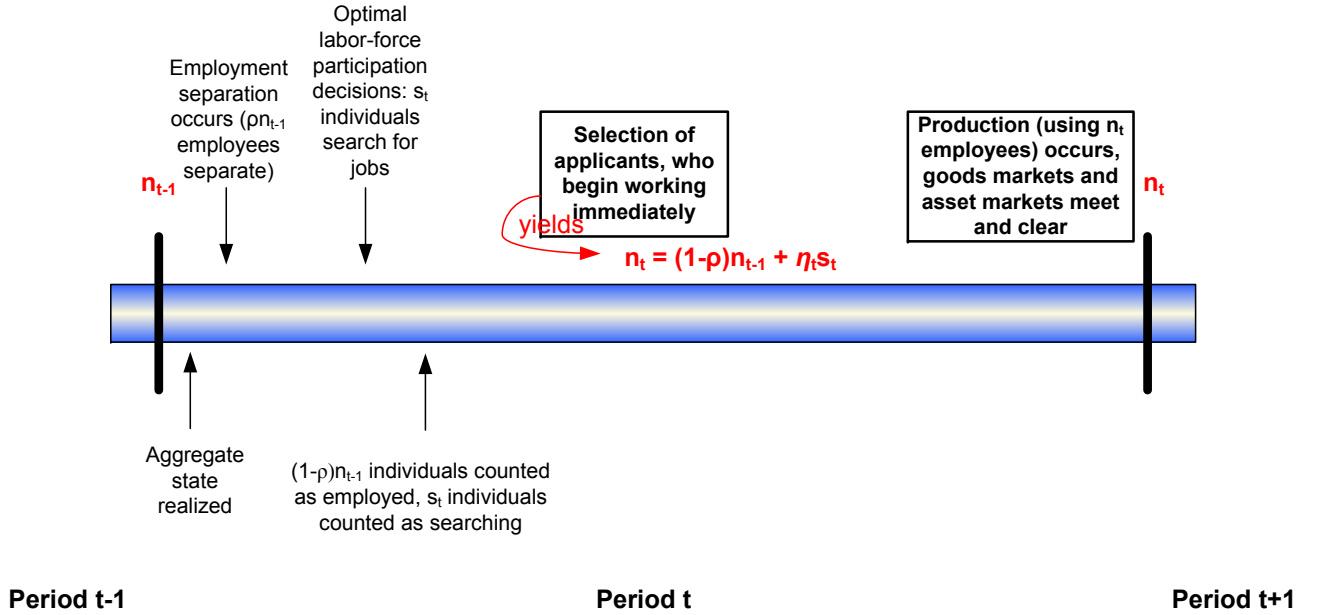 Optimal
labor-force
participation
decisions: sₜ
individuals
search for
jobs
Employment
separation
occurs (ρnₜ₋₁
employees
separate)
nₜ₋₁
Selection of
applicants, who
begin working
immediately
yields
nₜ = (1-ρ)nₜ₋₁ + ηₜsₜ
Production (using nₜ
employees) occurs,
goods markets and
asset markets meet
and clear
nₜ
Aggregate
state
realized
(1-ρ)nₜ₋₁ individuals counted
as employed, sₜ individuals
counted as searching
Period t-1
Period t
Period t+1